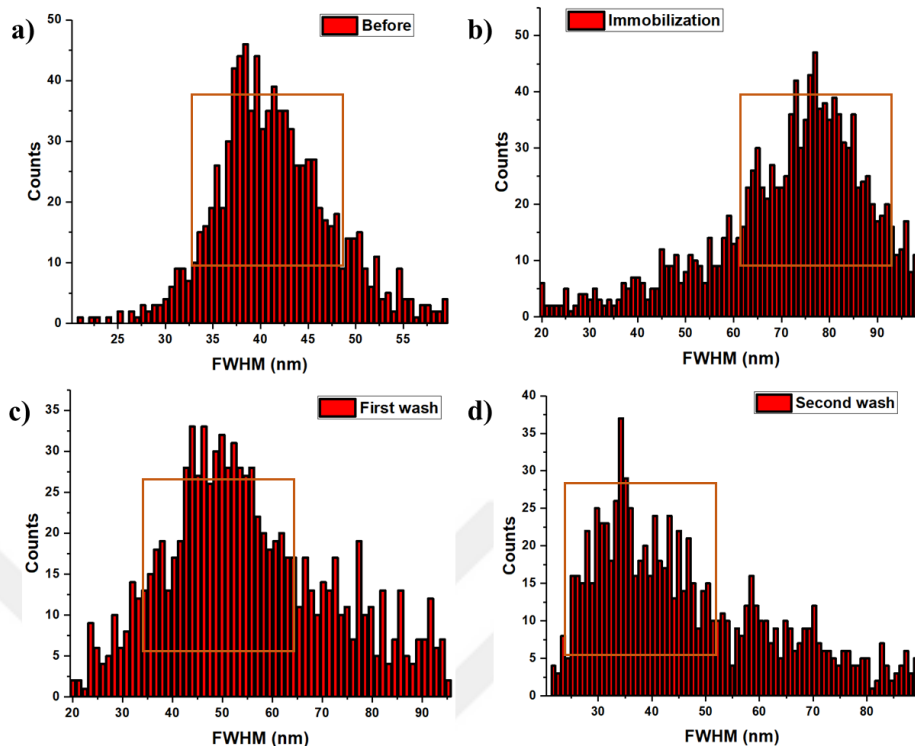 a)
Before
50
40
30
20
10
0
Counts
25 30 35 40 45 50 55
FWHM (nm)
b)
Immobilization
50
40
30
20
10
0
Counts
20 30 40 50 60 70 80 90
FWHM (nm)
c)
First wash
35
30
25
20
15
10
5
0
Counts
20 30 40 50 60 70 80 90
FWHM (nm)
d)
Second wash
40
35
30
25
20
15
10
5
0
Counts
30 40 50 60 70 80
FWHM (nm)